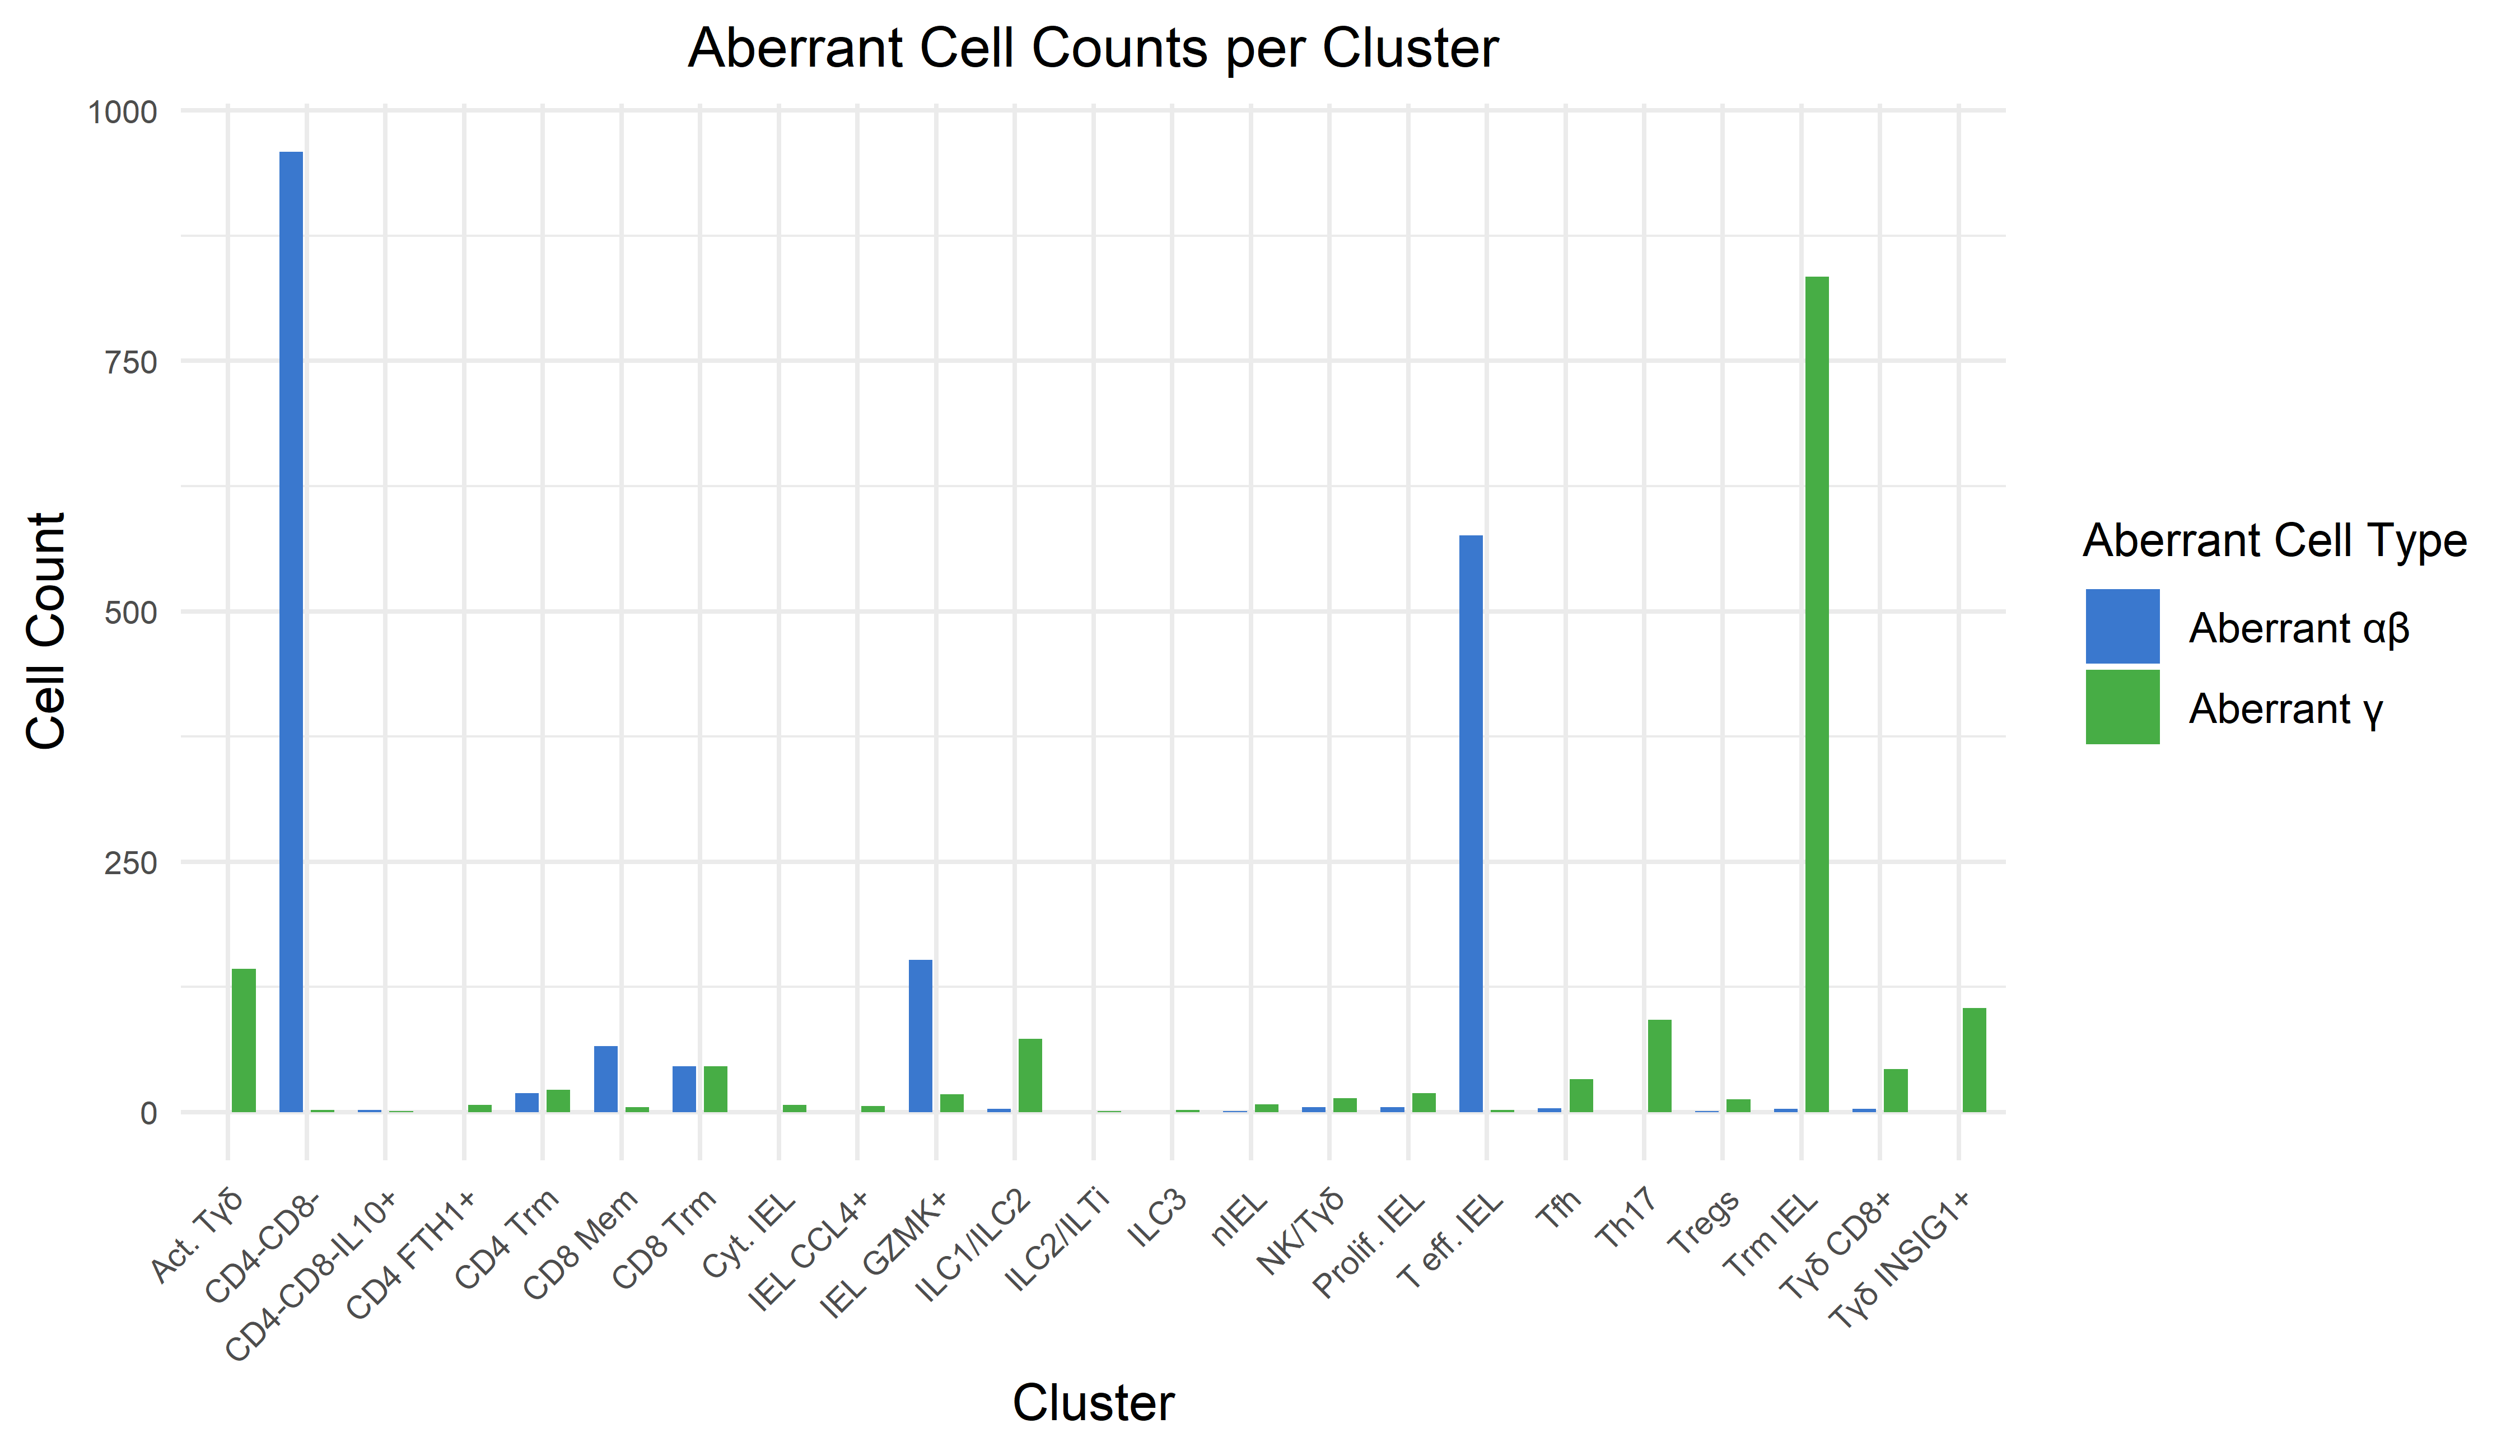 Aberrant Cell Counts per Cluster
1000
750
500
250
0
Cell Count
Act. Tγδ
CD4-CD8-
CD4-CD8-IL10+
CD4 FTH1+
CD4 Trm
CD8 Mem
CD8 Trm
Cyt. IEL
IEL CCL4+
IEL GZMK+
ILC1/ILC2
ILC2/ILTi
ILC3
nIEL
NK/Tγδ
Prolif. IEL
T eff. IEL
Tfh
Th17
Tregs
Trm IEL
Tγδ CD8+
Tγδ INSIG1+
Cluster
Aberrant Cell Type
Aberrant αβ
Aberrant γ